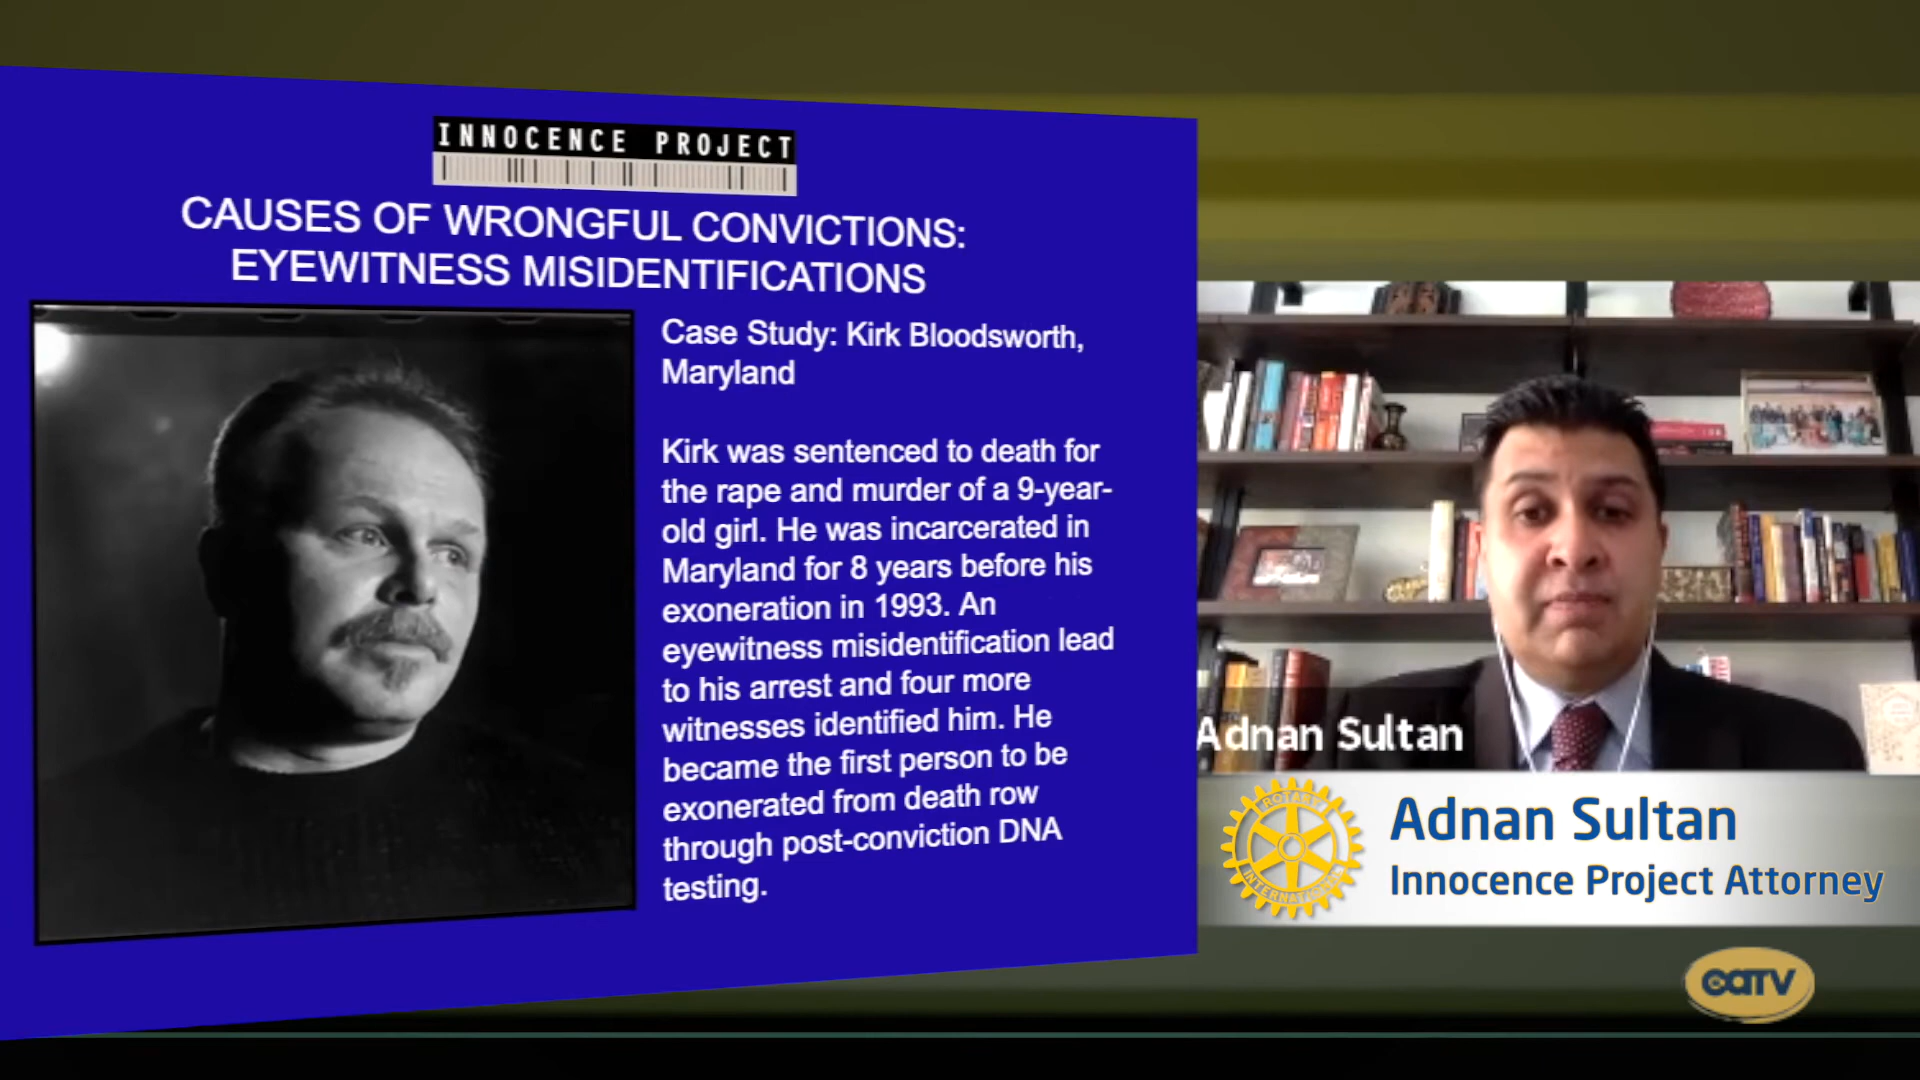 INNOCENCE PROJECT
CAUSES OF WRONGFUL CONVICTIONS:
EYEWITNESS MISIDENTIFICATIONS
Case Study: Kirk Bloodsworth,
Maryland
Kirk was sentenced to death for
the rape and murder of a 9-year-
old girl. He was incarcerated in
Maryland for 8 years before his
exoneration in 1993. An
eyewitness misidentification lead
to his arrest and four more
witnesses identified him. He
became the first person to be
exonerated from death row
through post-conviction DNA
testing.
Adnan Sultan
ROTARY
INTERNATIONAL
Adnan Sultan
Innocence Project Attorney
CATV